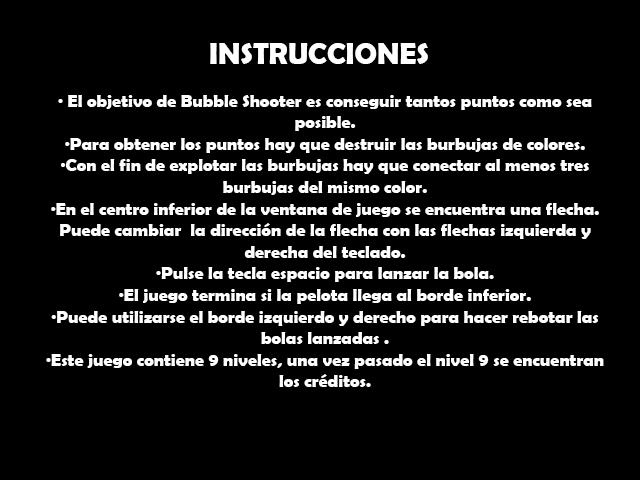 INSTRUCCIONES
• El objetivo de Bubble Shooter es conseguir tantos puntos como sea
posible.
•Para obtener los puntos hay que destruir las burbujas de colores.
•Con el fin de explotar las burbujas hay que conectar al menos tres
burbujas del mismo color.
•En el centro inferior de la ventana de juego se encuentra una flecha.
Puede cambiar  la dirección de la flecha con las flechas izquierda y
derecha del teclado.
•Pulse la tecla espacio para lanzar la bola.
•El juego termina si la pelota llega al borde inferior.
•Puede utilizarse el borde izquierdo y derecho para hacer rebotar las
bolas lanzadas .
•Este juego contiene 9 niveles, una vez pasado el nivel 9 se encuentran
los créditos.